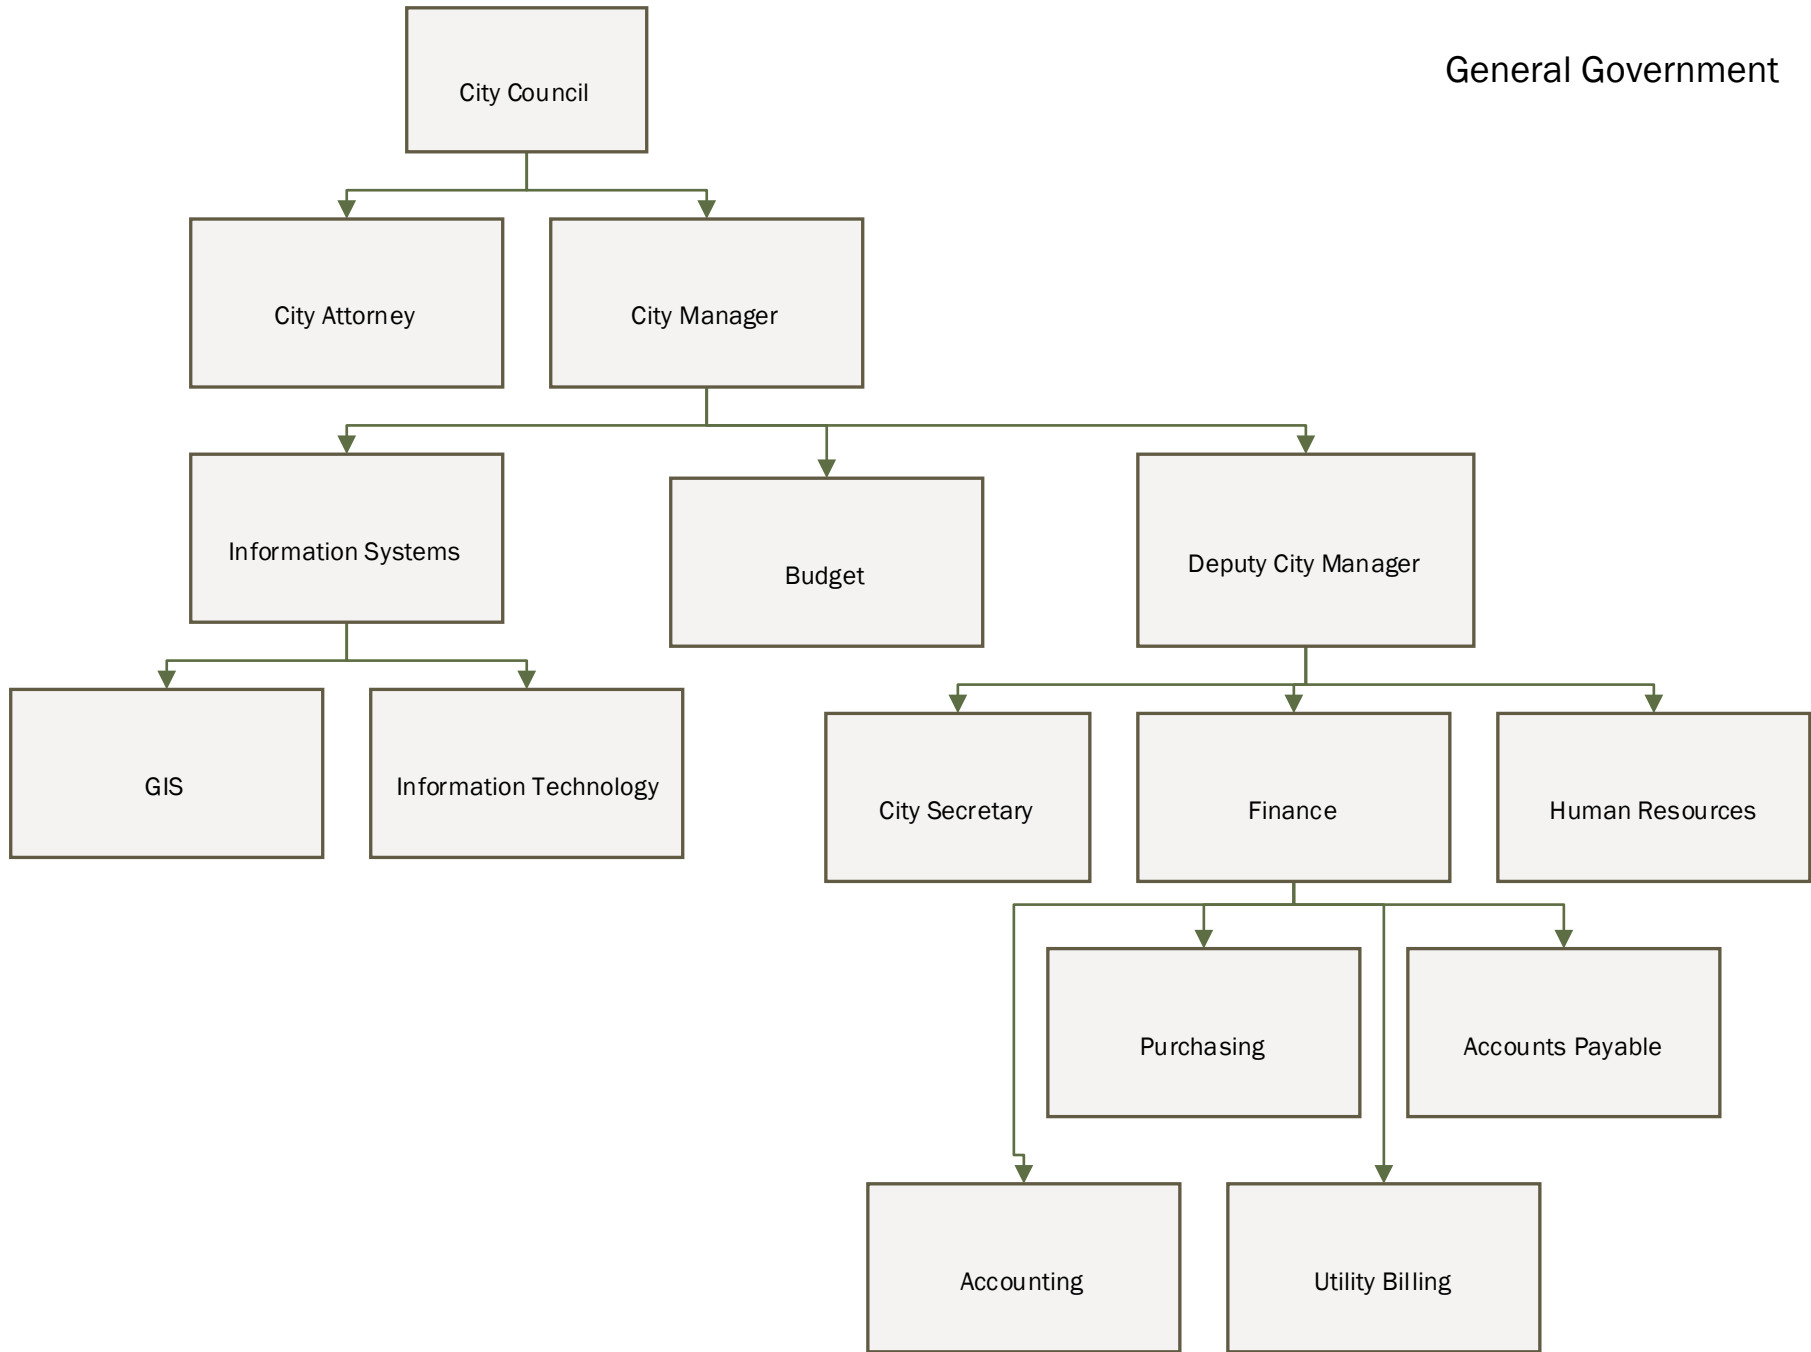 General Government
City Council
City Attorney
City Manager
Information Systems
Budget
Deputy City Manager
GIS
Information Technology
City Secretary
Finance
Human Resources
Purchasing
Accounts Payable
Accounting
Utility Billing